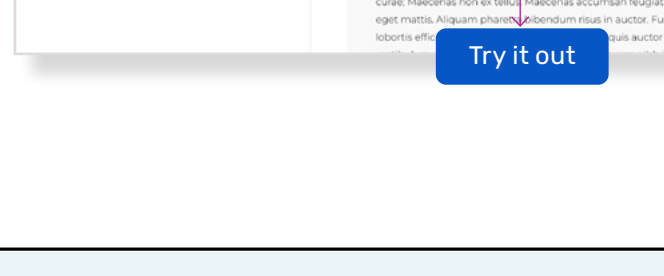 curae; Maecenas non ex tellus. Maecenas accumsan feugiat
eget mattis. Aliquam pharetra bibendum risus in auctor. Fu
lobortis effic quis auctor
Try it out